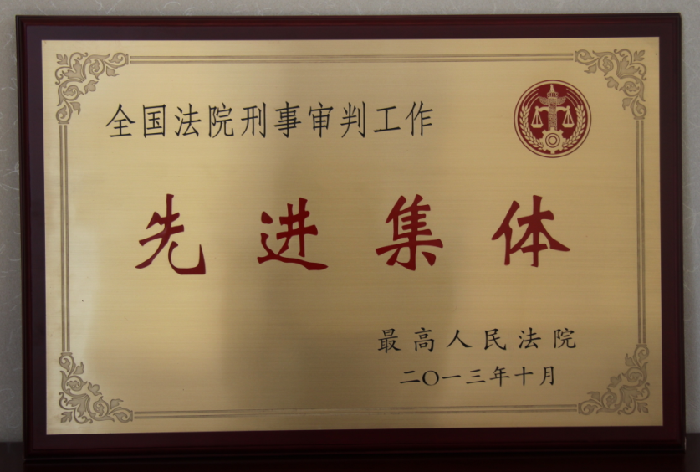 全国法院刑事审判工作
先进集体
最高人民法院
二〇一三年十月